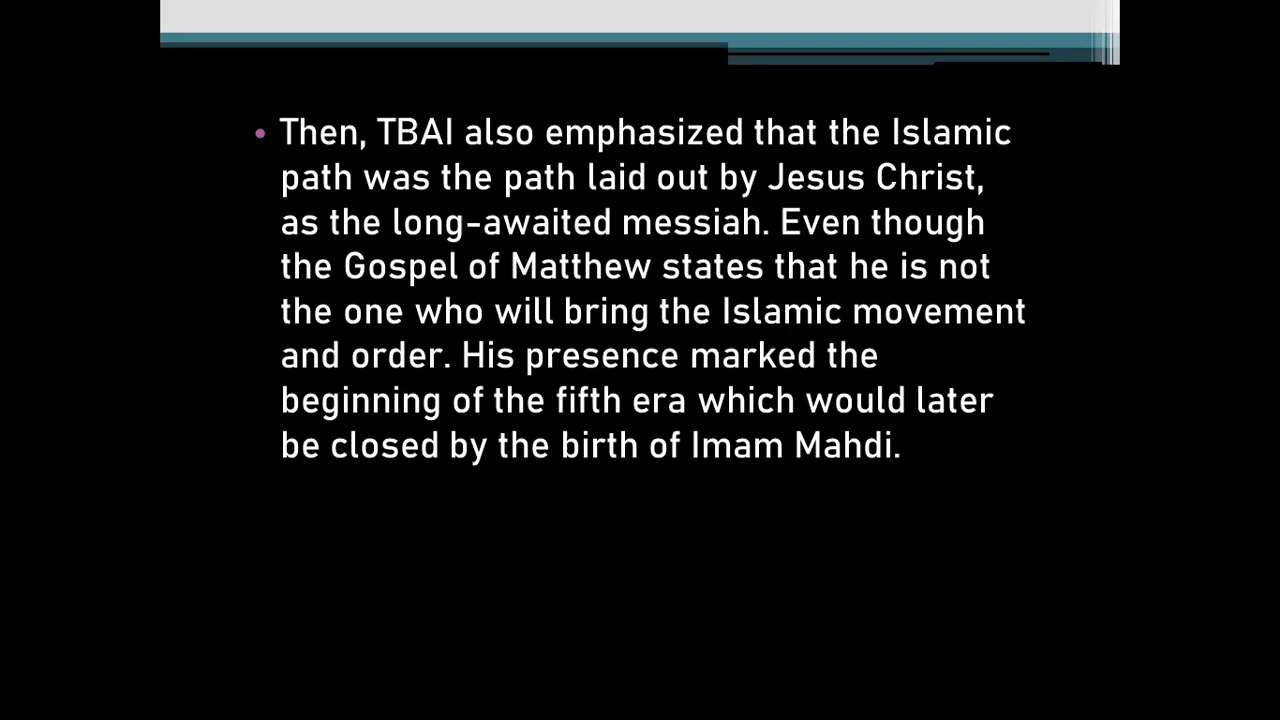 • Then, TBAI also emphasized that the Islamic
path was the path laid out by Jesus Christ,
as the long-awaited messiah. Even though
the Gospel of Matthew states that he is not
the one who will bring the Islamic movement
and order. His presence marked the
beginning of the fifth era which would later
be closed by the birth of Imam Mahdi.